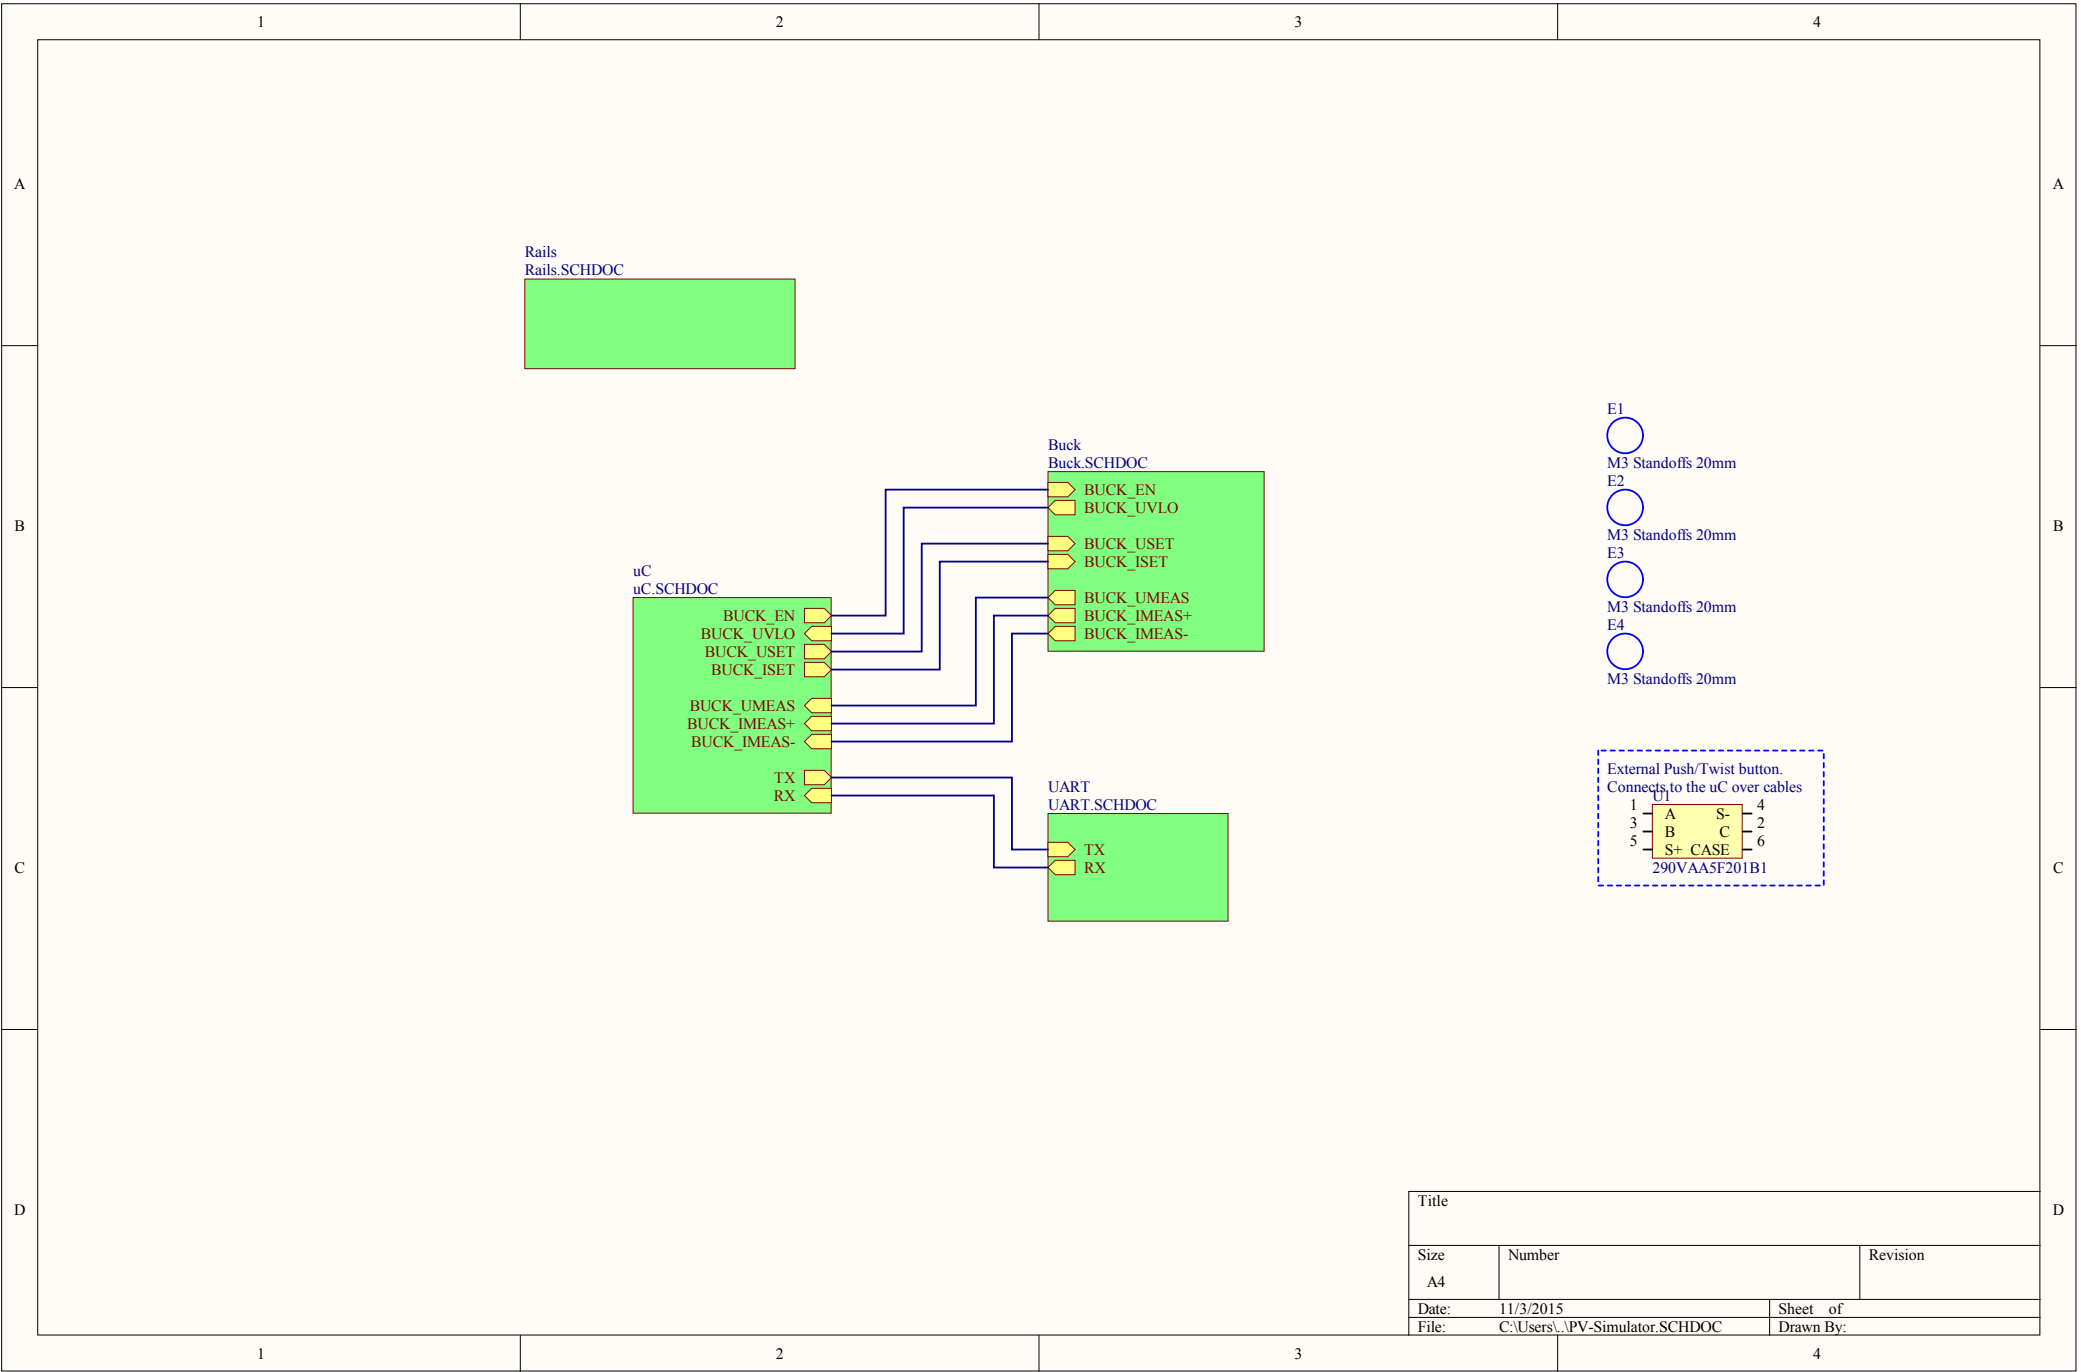 1 2 3 4
A A
Rails
Rails.SCHDOC
B B
Buck
Buck.SCHDOC
BUCK_EN
BUCK_UVLO
BUCK_USET
BUCK_ISET
BUCK_UMEAS
BUCK_IMEAS+
BUCK_IMEAS-
uC
uC.SCHDOC
BUCK_EN
BUCK_UVLO
BUCK_USET
BUCK_ISET
BUCK_UMEAS
BUCK_IMEAS+
BUCK_IMEAS-
TX
RX
UART
UART.SCHDOC
TX
RX
E1
M3 Standoffs 20mm
E2
M3 Standoffs 20mm
E3
M3 Standoffs 20mm
E4
M3 Standoffs 20mm
External Push/Twist button.
Connects to the uC over cables
U1
1 A S- 4
3 B C 2
5 S+ CASE 6
290VAA5F201B1
C C
D D
Title
Size Number Revision
A4
Date: 11/3/2015 Sheet of
File: C:\Users\..\PV-Simulator.SCHDOC Drawn By:
1 2 3 4